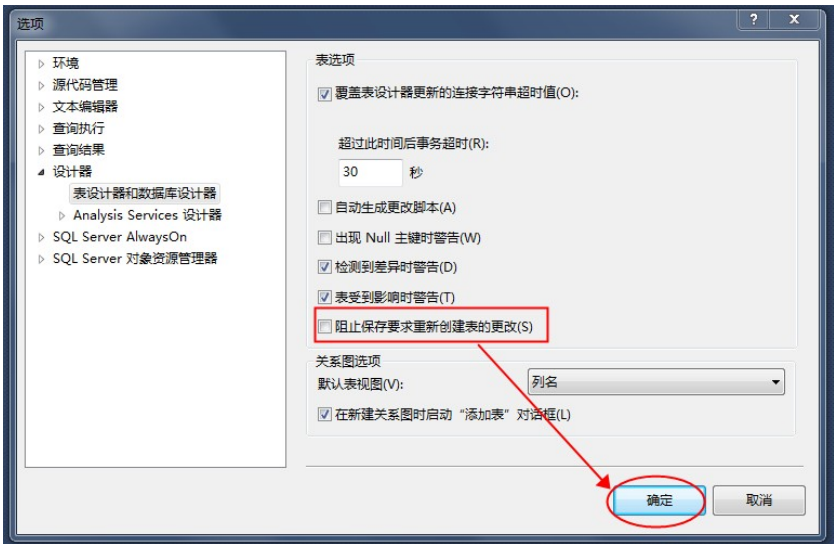 选项
环境
源代码管理
文本编辑器
查询执行
查询结果
设计器
表设计器和数据库设计器
Analysis Services 设计器
SQL Server AlwaysOn
SQL Server 对象资源管理器
表选项
覆盖表设计器更新的连接字符串超时值(O):
超过此时间后事务超时(R):
30 秒
自动生成更改脚本(A)
出现 Null 主键时警告(W)
检测到差异时警告(D)
表受到影响时警告(T)
阻止保存要求重新创建表的更改(S)
关系图选项
默认表视图(V): 列名
在新建关系图时启动“添加表”对话框(L)
确定 取消